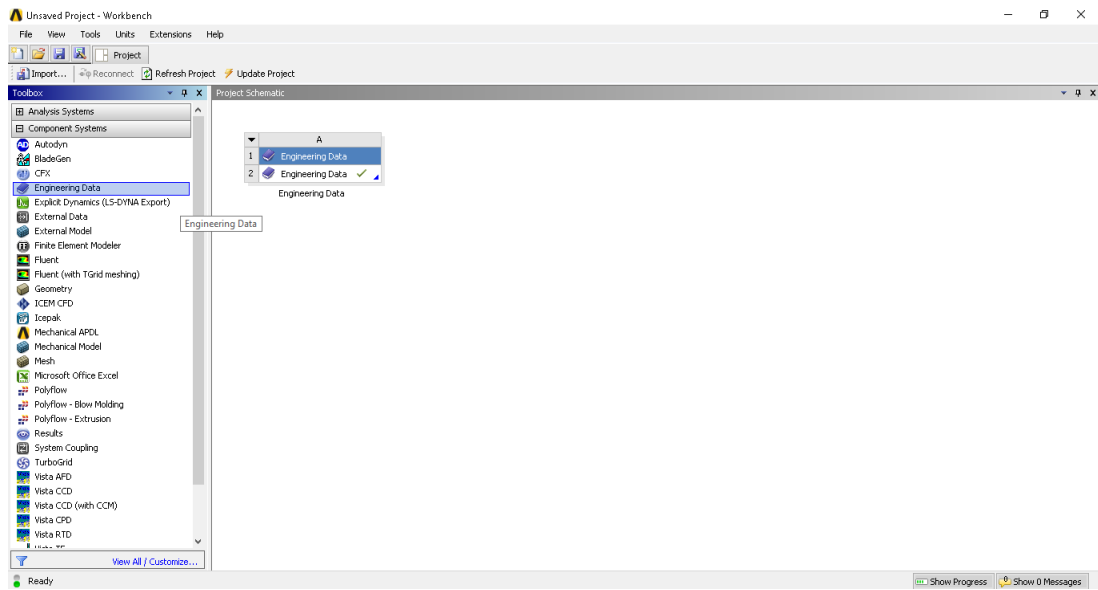 Unsaved Project - Workbench
File View Tools Units Extensions Help
Project
Import... Reconnect Refresh Project Update Project
Toolbox
Project Schematic
Analysis Systems
Component Systems
Autodyn
BladeGen
CFX
Engineering Data
Explicit Dynamics (LS-DYNA Export)
External Data
External Model
Finite Element Modeler
Fluent
Fluent (with TGrid meshing)
Geometry
ICEM CFD
Icepak
Mechanical APDL
Mechanical Model
Mesh
Microsoft Office Excel
Polyflow
Polyflow - Blow Molding
Polyflow - Extrusion
Results
System Coupling
TurboGrid
Vista AFD
Vista CCD
Vista CCD (with CCM)
Vista CPD
Vista RTD
View All / Customize...
Engineering Data
A
1 Engineering Data
2 Engineering Data
Engineering Data
Ready
Show Progress
Show 0 Messages